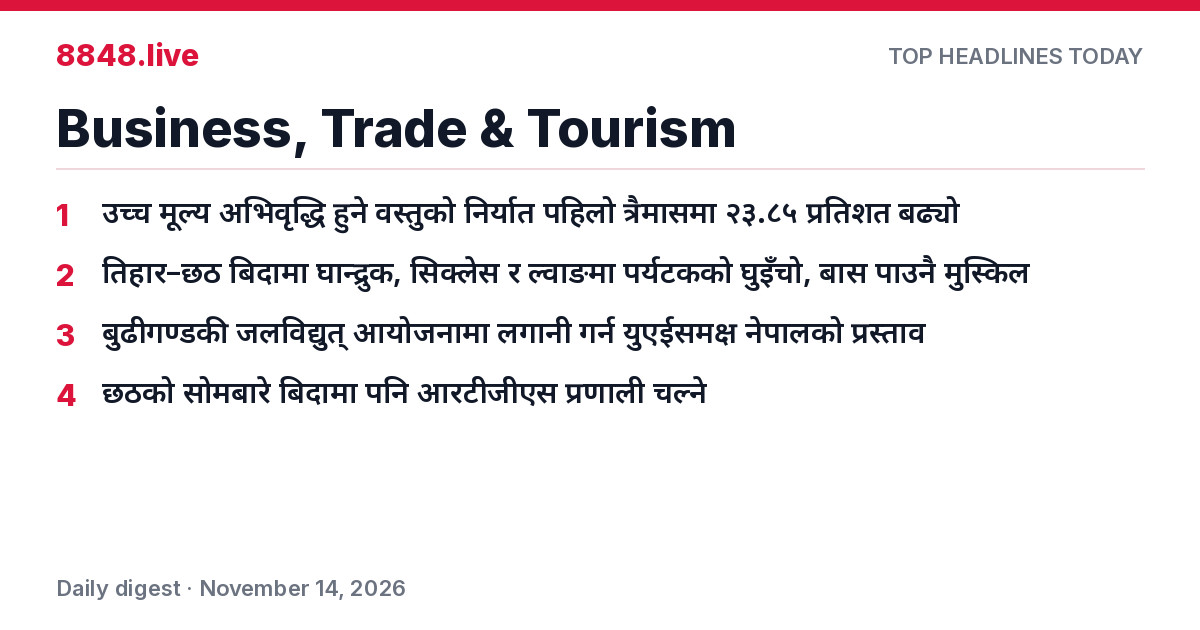 8848.live
TOP HEADLINES TODAY
Business, Trade & Tourism
1 उच्च मूल्य अभिवृद्धि हुने वस्तुको निर्यात पहिलो त्रैमासमा २३.८५ प्रतिशत बढ्यो
2 तिहार–छठ बिदामा घान्द्रुक, सिक्लेस र ल्वाङमा पर्यटकको घुइँचो, बास पाउनै मुस्किल
3 बुढीगण्डकी जलविद्युत् आयोजनामा लगानी गर्न युएईसमक्ष नेपालको प्रस्ताव
4 छठको सोमबारे बिदामा पनि आरटीजीएस प्रणाली चल्ने
Daily digest · November 14, 2026